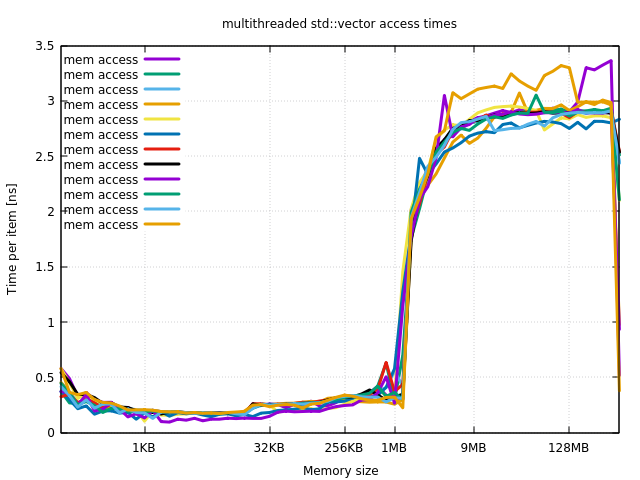 multithreaded std::vector access times
3.5
3
2.5
2
1.5
1
0.5
0
Time per item [ns]
mem access
mem access
mem access
mem access
mem access
mem access
mem access
mem access
mem access
mem access
mem access
mem access
1KB 32KB 256KB 1MB 9MB 128MB
Memory size